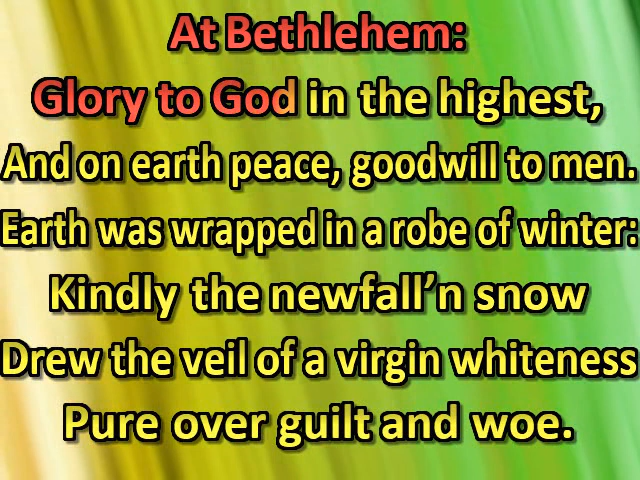 At Bethlehem:
Glory to God in the highest,
And on earth peace, goodwill to men.
Earth was wrapped in a robe of winter:
Kindly the newfall’n snow
Drew the veil of a virgin whiteness
Pure over guilt and woe.